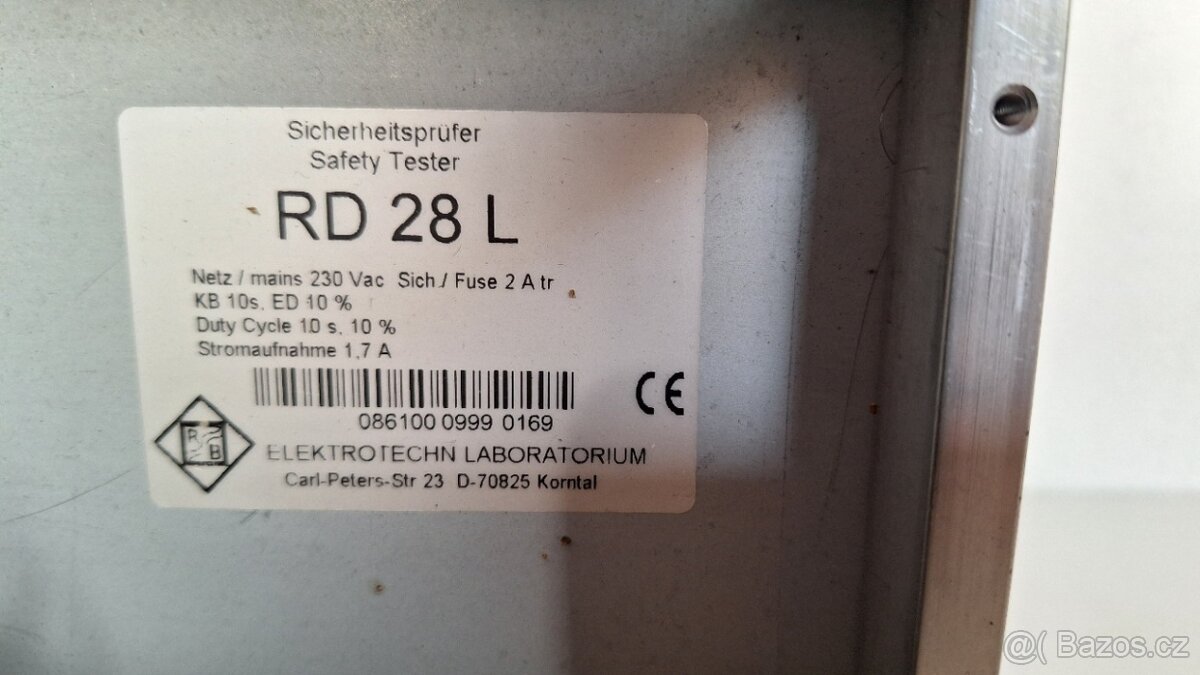 Sicherheitsprüfer
Safety Tester
RD 28 L
Netz / mains 230 Vac Sich./ Fuse 2 A tr
KB 10s, ED 10 %
Duty Cycle 10 s, 10 %
Stromaufnahme 1,7 A
CE
086100 0999 0169
R
B
ELEKTROTECHN LABORATORIUM
Carl-Peters-Str 23 D-70825 Korntal
@( Bazos.cz